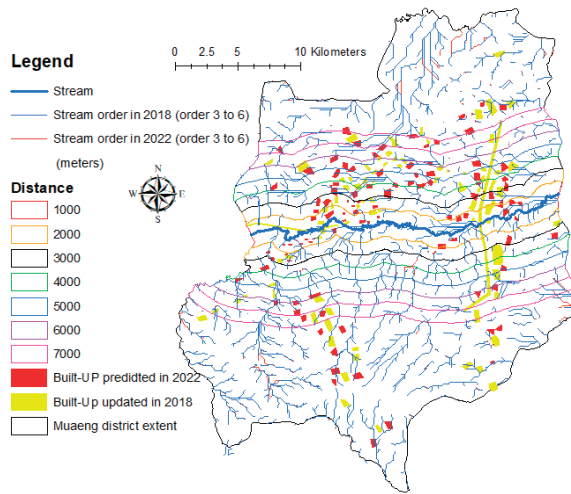 Legend
0 2.5 5 10 Kilometers
Stream
Stream order in 2018 (order 3 to 6)
Stream order in 2022 (order 3 to 6)
(meters)
Distance
N
W E
S
1000
2000
3000
4000
5000
6000
7000
Built-UP predidted in 2022
Built-Up updated in 2018
Muaeng district extent